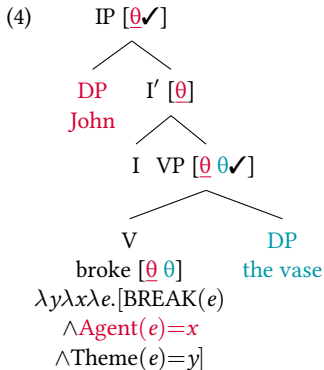 (4) IP [θ✓]
DP I′ [θ]
John
I VP [θ θ✓]
V DP
broke [θ θ] the vase
λyλxλe.[BREAK(e)
∧Agent(e)=x
∧Theme(e)=y]